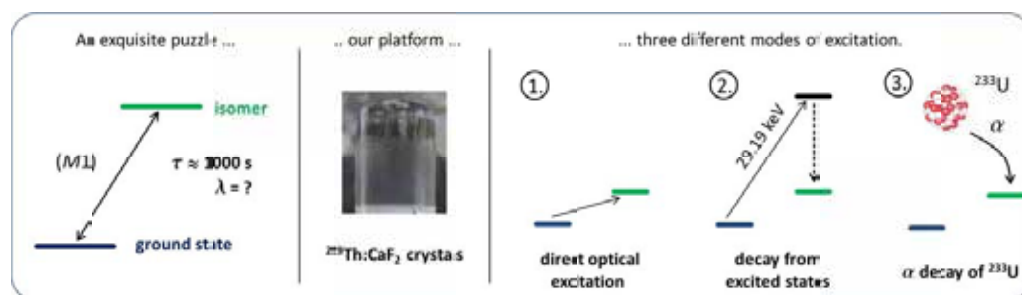 An exquisite puzzle ...
isomer
(M1)
τ ≈ 1000 s
λ = ?
ground state
... our platform ...
²²⁹Th:CaF₂ crystals
... three different modes of excitation.
1.
direct optical
excitation
2.
29.19 keV
decay from
excited states
3.
²³³U
α
α decay of ²³³U